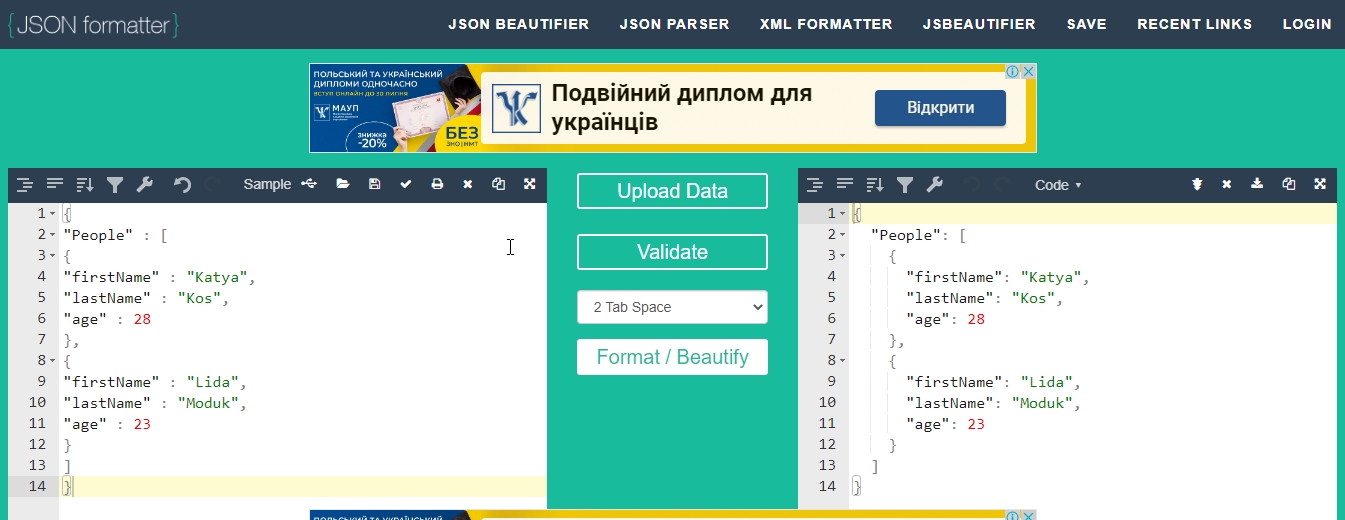 {JSON formatter}
JSON BEAUTIFIER JSON PARSER XML FORMATTER JSBEAUTIFIER SAVE RECENT LINKS LOGIN
ПОЛЬСЬКИЙ ТА УКРАЇНСЬКИЙ
ДИПЛОМИ ОДНОЧАСНО
ВСТУП ОНЛАЙН ДО 30 ЛИПНЯ
МАУП
ЗНИЖКА
-20%
БЕЗ
ЗНО І НМТ
Подвійний диплом для
українців
Відкрити
Sample
1 {
2 "People" : [
3 {
4 "firstName" : "Katya",
5 "lastName" : "Kos",
6 "age" : 28
7 },
8 {
9 "firstName" : "Lida",
10 "lastName" : "Moduk",
11 "age" : 23
12 }
13 ]
14 }
Upload Data
Validate
2 Tab Space
Format / Beautify
Code
1 {
2 "People": [
3 {
4 "firstName": "Katya",
5 "lastName": "Kos",
6 "age": 28
7 },
8 {
9 "firstName": "Lida",
10 "lastName": "Moduk",
11 "age": 23
12 }
13 ]
14 }
ПОЛЬСЬКИЙ ТА УКРАЇНСЬКИЙ